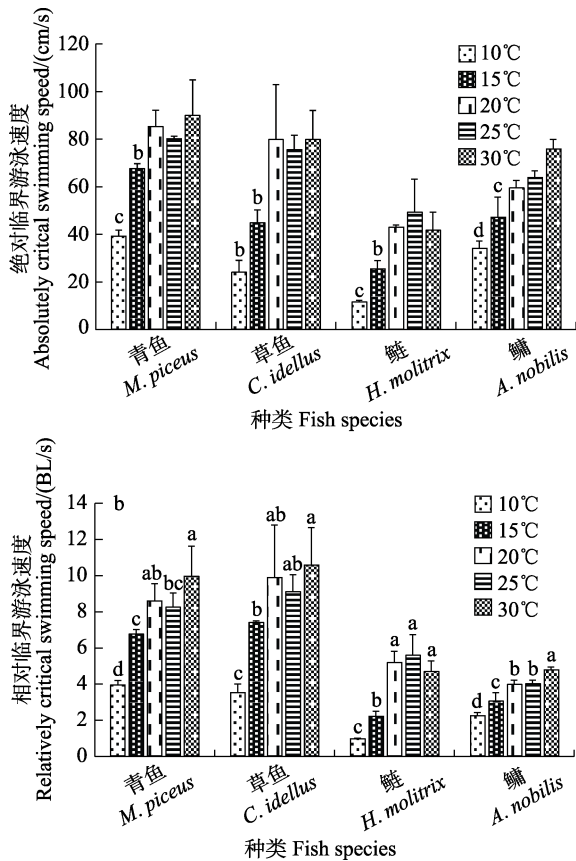 120
100
80
60
40
20
0
绝对临界游泳速度
Absolutely critcal swimming speed/(cm/s)
10℃
15℃
20℃
25℃
30℃
c
b
b
b
c
b
d
c
青鱼
M. piceus
草鱼
C. idellus
鲢
H. molitrix
鳙
A. nobilis
种类 Fish species
b
14
12
10
8
6
4
2
0
相对临界游泳速度
Relatively critical swimming speed/(BL/s)
10℃
15℃
20℃
25℃
30℃
d
c
ab
bc
a
c
b
ab
ab
a
c
b
a
a
a
d
c
b
b
a
青鱼
M. piceus
草鱼
C. idellus
鲢
H. molitrix
鳙
A. nobilis
种类 Fish species